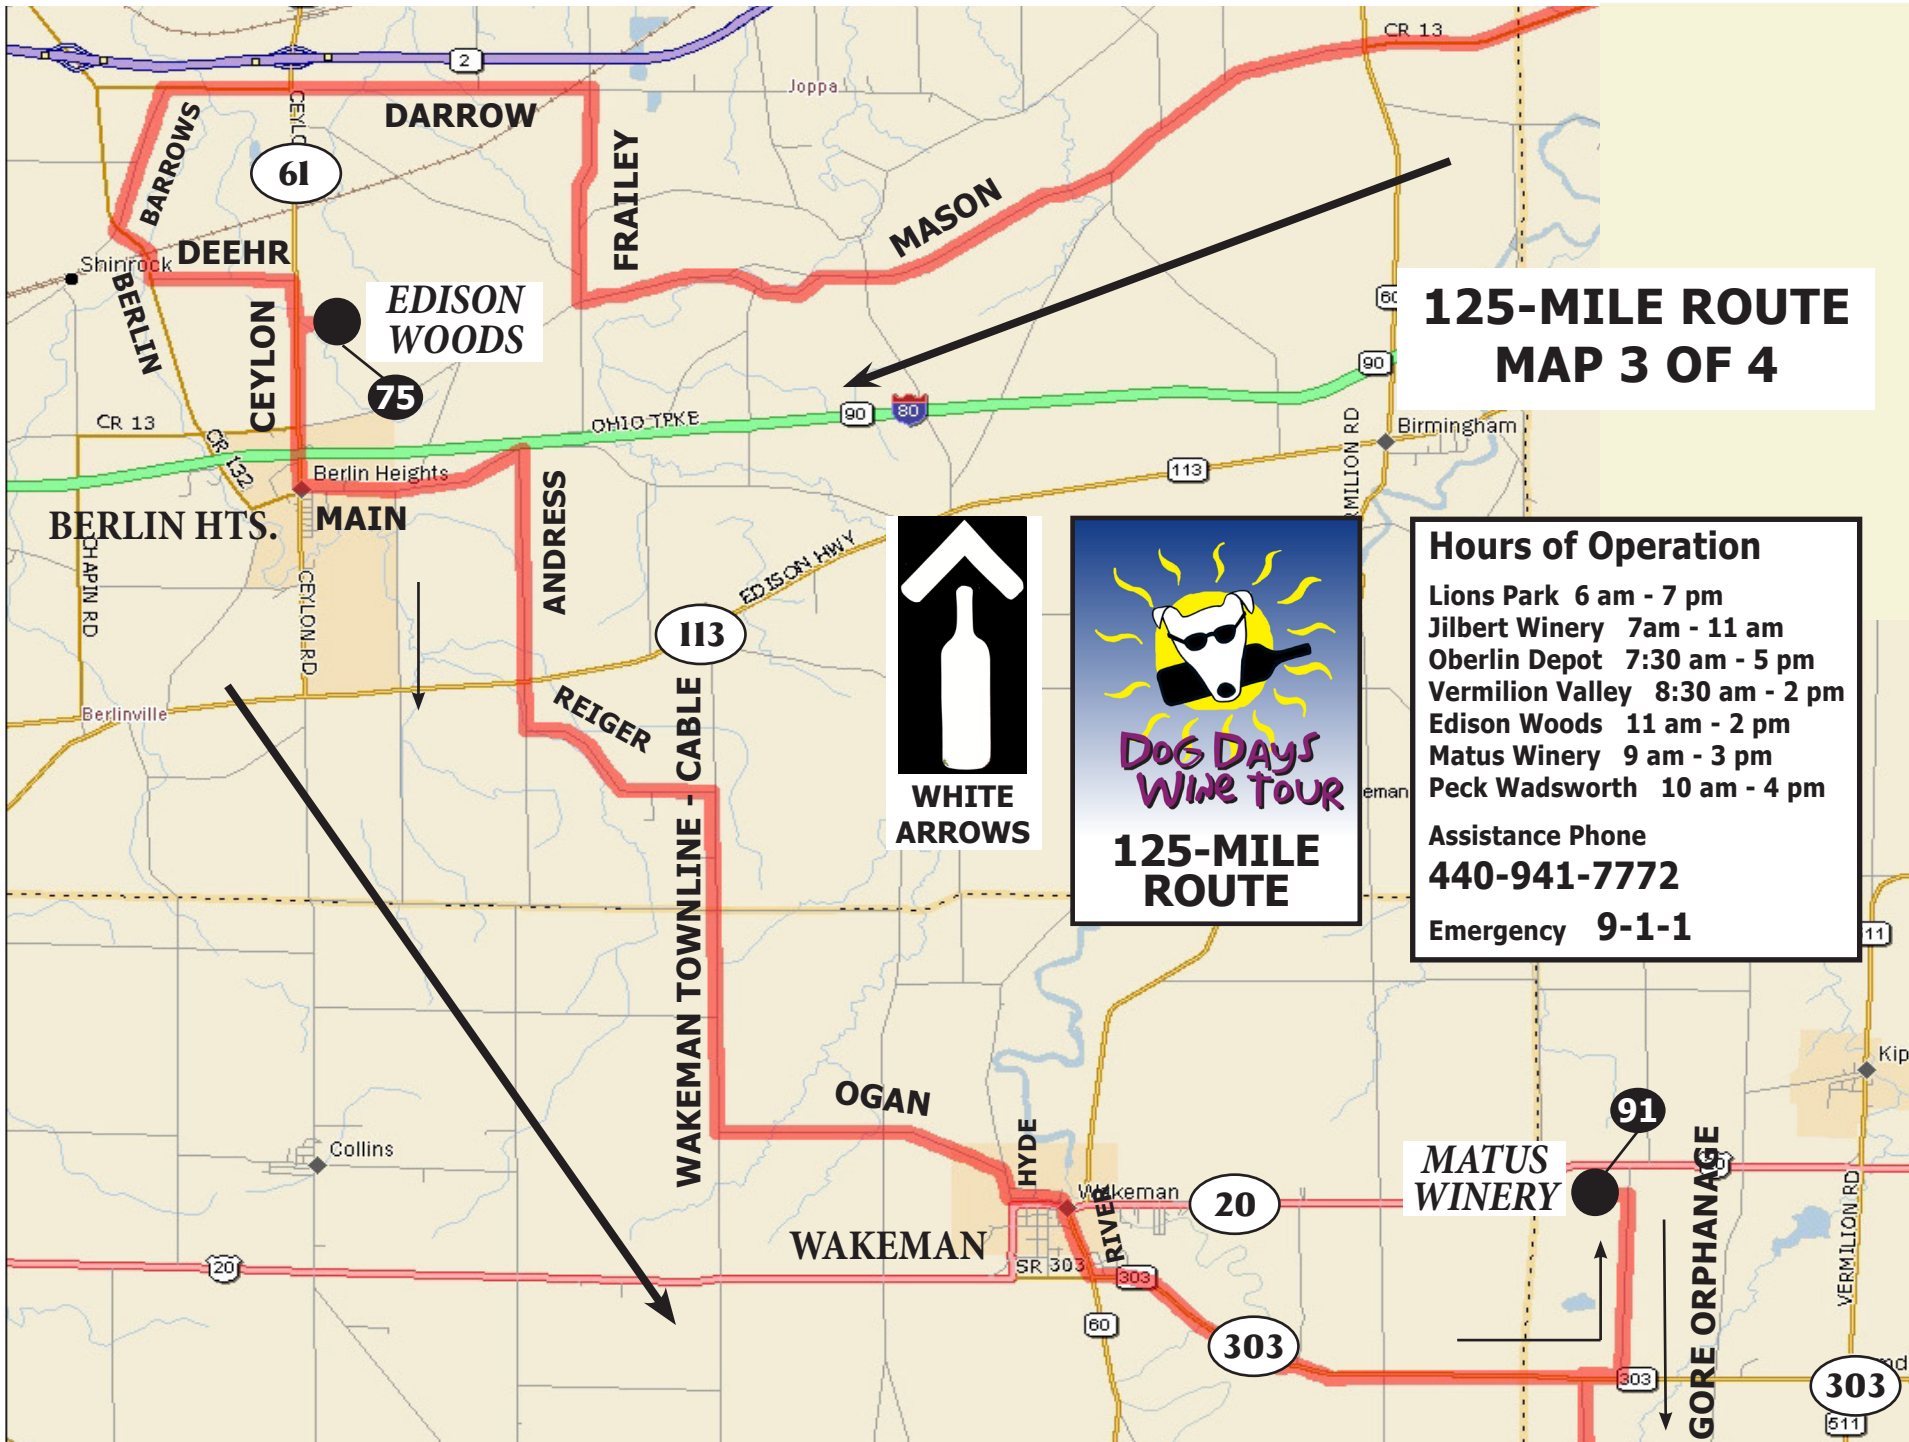 CR 13
2
Joppa
CEYLO
DARROW
BARROWS
61
FRAILEY
MASON
DEEHR
Shinrock
BERLIN
EDISON
WOODS
75
CEYLON
60
125-MILE ROUTE
MAP 3 OF 4
90
CR 13
CR 132
OHIO TPKE
90
80
MILION RD
Birmingham
113
Berlin Heights
MAIN
BERLIN HTS.
CHAPIN RD
CEYLON RD
ANDRESS
EDISON HWY
113
Berlinville
REIGER
WAKEMAN TOWNLINE - CABLE
WHITE
ARROWS
DOG DAYS
WINE TOUR
125-MILE
ROUTE
eman
Hours of Operation
Lions Park 6 am - 7 pm
Jilbert Winery 7am - 11 am
Oberlin Depot 7:30 am - 5 pm
Vermilion Valley 8:30 am - 2 pm
Edison Woods 11 am - 2 pm
Matus Winery 9 am - 3 pm
Peck Wadsworth 10 am - 4 pm
Assistance Phone
440-941-7772
Emergency 9-1-1
11
Kip
OGAN
HYDE
91
Collins
MATUS
WINERY
GORE ORPHANAGE
20
Wakeman
20
RIVER
WAKEMAN
SR 303
303
VERMILION RD
20
60
303
303
nd
303
511